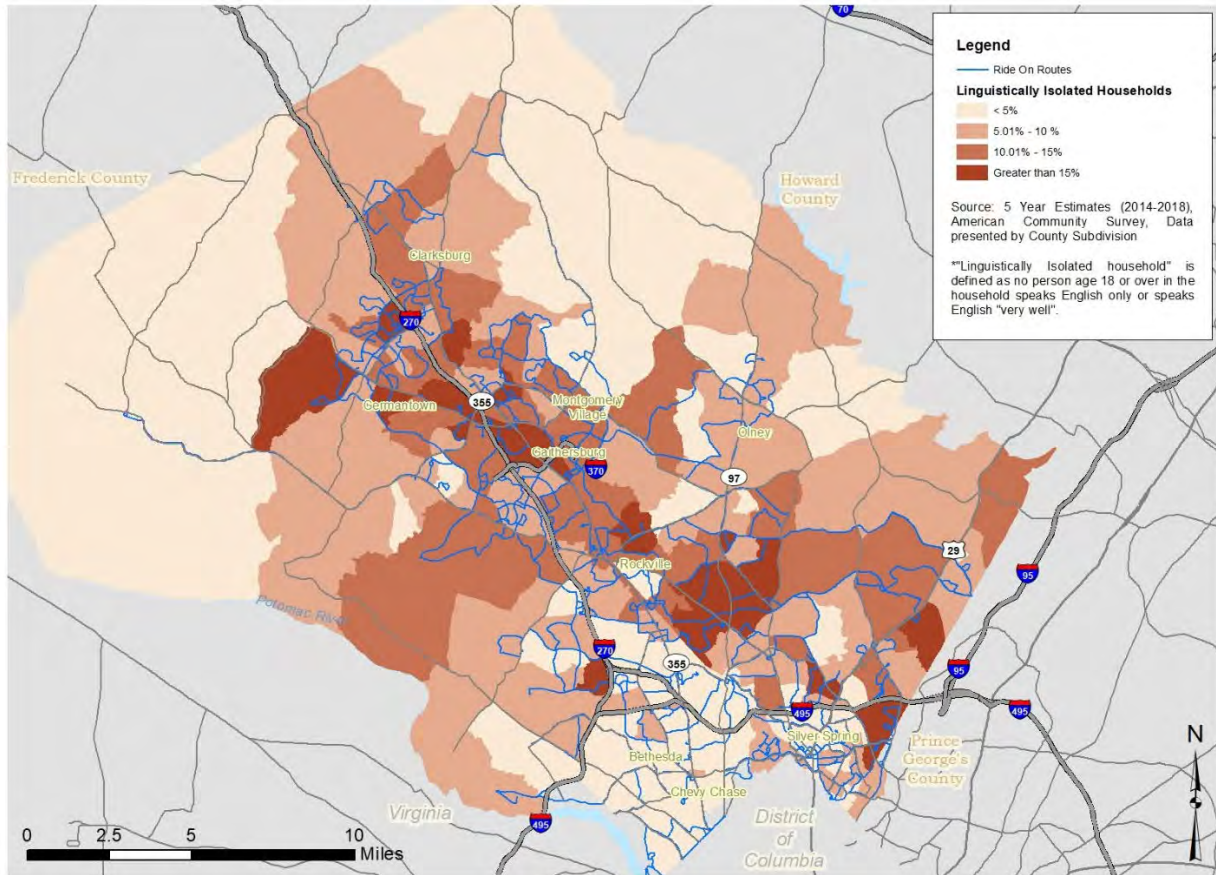 70
Legend
Ride On Routes
Linguistically Isolated Households
< 5%
5.01% - 10 %
10.01% - 15%
Greater than 15%
Source: 5 Year Estimates (2014-2018),
American Community Survey, Data
presented by County Subdivision
*"Linguistically Isolated household" is
defined as no person age 18 or over in the
household speaks English only or speaks
English "very well".
Frederick County
Howard
County
Clarksburg
270
355
Germantown
Montgomery
Village
Olney
Gaithersburg
370
97
29
95
Rockville
Potomac River
270
355
95
495
495
Silver Spring
Bethesda
Prince
George's
County
Chevy Chase
Virginia
District
of
Columbia
495
N
0 2.5 5 10
Miles